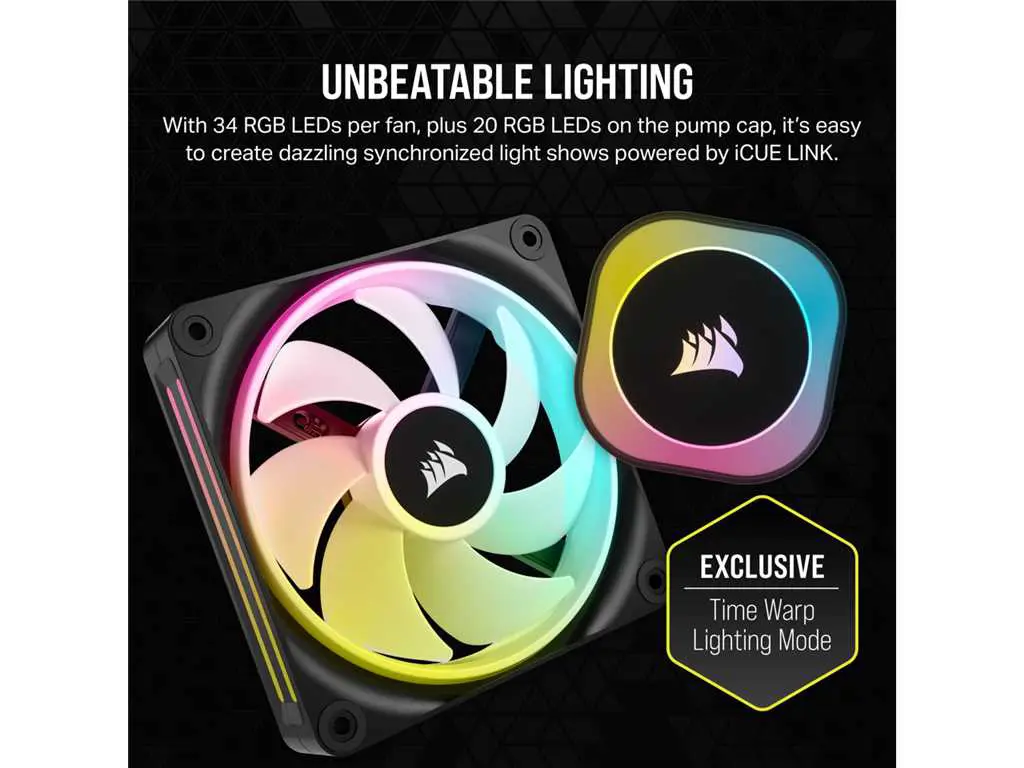 UNBEATABLE LIGHTING
With 34 RGB LEDs per fan, plus 20 RGB LEDs on the pump cap, it's easy
to create dazzling synchronized light shows powered by iCUE LINK.
EXCLUSIVE
Time Warp
Lighting Mode